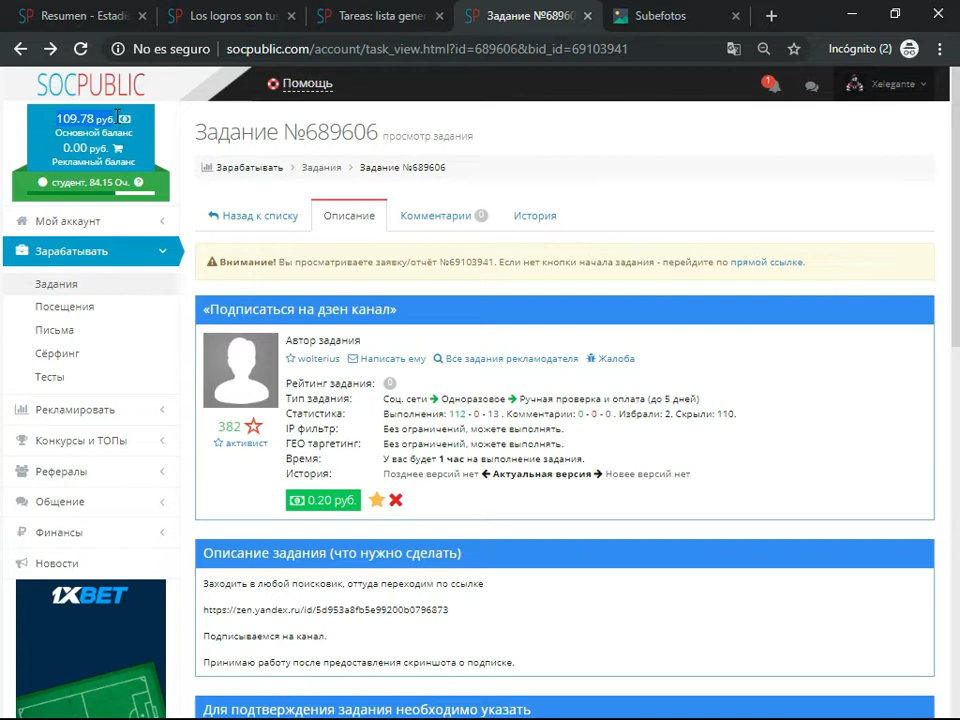 Resumen - Estadí
Los logros son tu
Tareas: lista gene
Задание №68960
Subefotos
No es seguro
socpublic.com/account/task_view.html?id=689606&bid_id=69103941
Incógnito (2)
SOCPUBLIC
Помощь
1
Xelegante
109.78 руб.
Основной баланс
0.00 руб.
Рекламный баланс
студент, 84.15 Оч.
Мой аккаунт
Зарабатывать
Задания
Посещения
Письма
Сёрфинг
Тесты
Рекламировать
Конкурсы и ТОПы
Рефералы
Общение
Финансы
Новости
1XBET
Задание №689606 просмотр задания
Зарабатывать > Задания > Задание №689606
Назад к списку
Описание
Комментарии 0
История
Внимание! Вы просматриваете заявку/отчёт №69103941. Если нет кнопки начала задания - перейдите по прямой ссылке.
«Подписаться на дзен канал»
Автор задания
wolterius Написать ему Все задания рекламодателя Жалоба
382
активист
Рейтинг задания: 0
Тип задания: Соц. сети → Одноразовое → Ручная проверка и оплата (до 5 дней)
Статистика: Выполнения: 112 - 0 - 13 . Комментарии: 0 - 0 - 0 . Избрали: 2. Скрыли: 110.
IP фильтр: Без ограничений, можете выполнять.
ГЕО таргетинг: Без ограничений, можете выполнять.
Время: У вас будет 1 час на выполнение задания.
История: Позднее версий нет ← Актуальная версия → Новее версий нет
0.20 руб.
Описание задания (что нужно сделать)
Заходить в любой поисковик, оттуда переходим по ссылке
https://zen.yandex.ru/id/5d953a8fb5e99200b0796873
Подписываемся на канал.
Принимаю работу после предоставления скриншота о подписке.
Для подтверждения задания необходимо указать